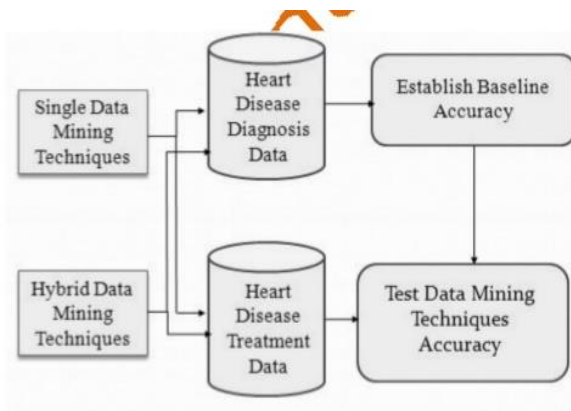 Single Data
Mining
Techniques
Heart
Disease
Diagnosis
Data
Establish Baseline
Accuracy
Hybrid Data
Mining
Techniques
Heart
Disease
Treatment
Data
Test Data Mining
Techniques
Accuracy